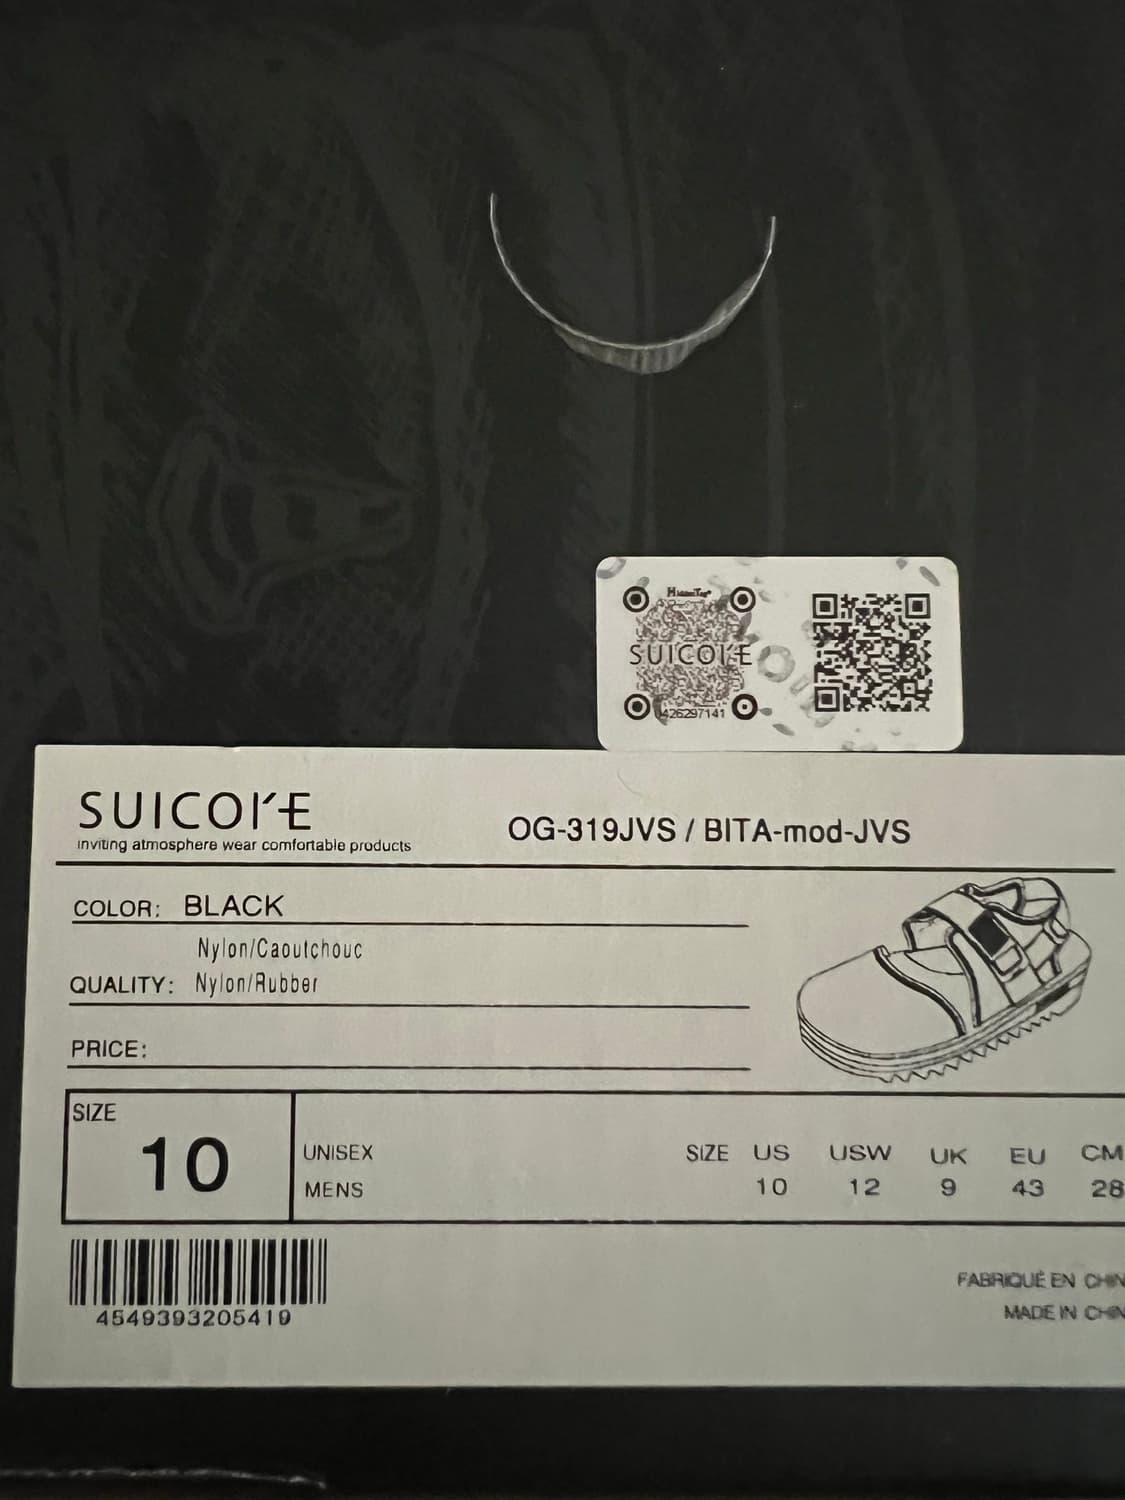 HiddenTag®
SUICOKE
0426297141
SUICOKE
inviting atmosphere wear comfortable products
OG-319JVS / BITA-mod-JVS
COLOR: BLACK
Nylon/Caoutchouc
QUALITY: Nylon/Rubber
PRICE:
SIZE
10
UNISEX
MENS
SIZE US USW UK EU CM
10 12 9 43 28
4549393205419
FABRIQUÉ EN CHIN
MADE IN CHIN